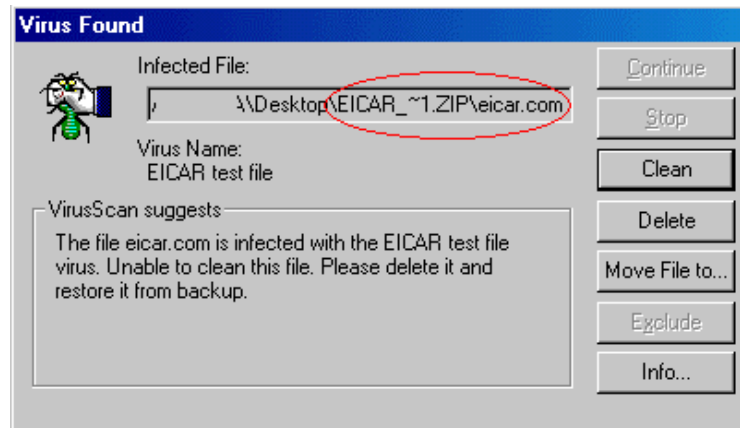 Virus Found
Infected File:
\\Desktop\EICAR_~1.ZIP\eicar.com
Virus Name:
EICAR test file
VirusScan suggests
The file eicar.com is infected with the EICAR test file
virus. Unable to clean this file. Please delete it and
restore it from backup.
Continue
Stop
Clean
Delete
Move File to...
Exclude
Info...